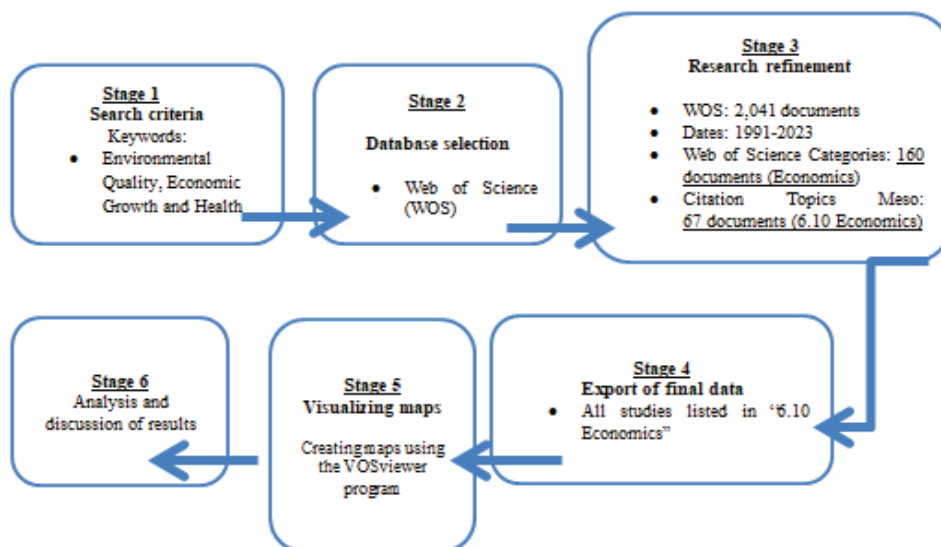 Stage 1
Search criteria
Keywords:
● Environmental
Quality, Economic
Growth and Health
Stage 2
Database selection
● Web of Science
(WOS)
Stage 3
Research refinement
● WOS: 2,041 documents
● Dates: 1991-2023
● Web of Science Categories: 160
documents (Economics)
● Citation Topics Meso:
67 documents (6.10 Economics)
Stage 4
Export of final data
● All studies listed in “6.10
Economics”
Stage 5
Visualizing maps
Creating maps using
the VOSviewer
program
Stage 6
Analysis and
discussion of results